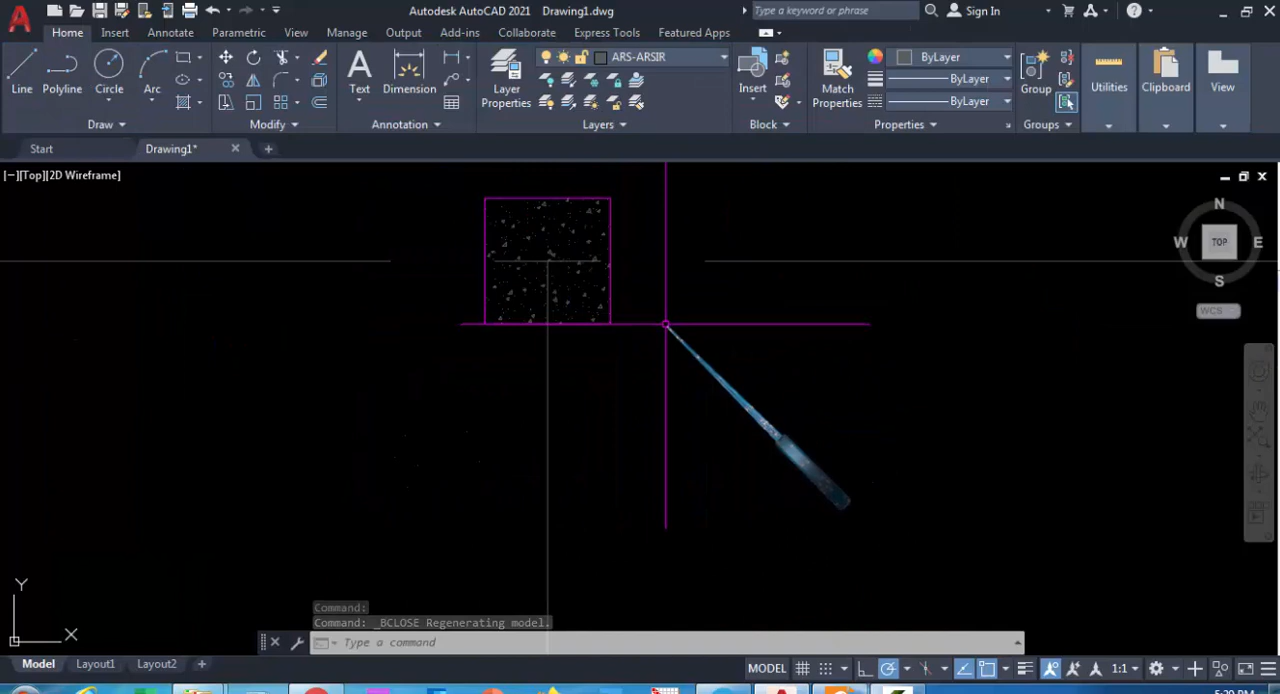 A
Autodesk AutoCAD 2021 Drawing1.dwg
Type a keyword or phrase
Sign In
?
Home
Insert
Annotate
Parametric
View
Manage
Output
Add-ins
Collaborate
Express Tools
Featured Apps
ARS-ARSIR
ByLayer
ByLayer
ByLayer
Line
Polyline
Circle
Arc
Text
Dimension
Layer Properties
Insert
Match Properties
Group
Utilities
Clipboard
View
Draw
Modify
Annotation
Layers
Block
Properties
Groups
Start
Drawing1*
[−][Top][2D Wireframe]
N
W
TOP
E
S
WCS
Y
X
Command:
Command: _BCLOSE Regenerating model.
Type a command
Model
Layout1
Layout2
MODEL
1:1